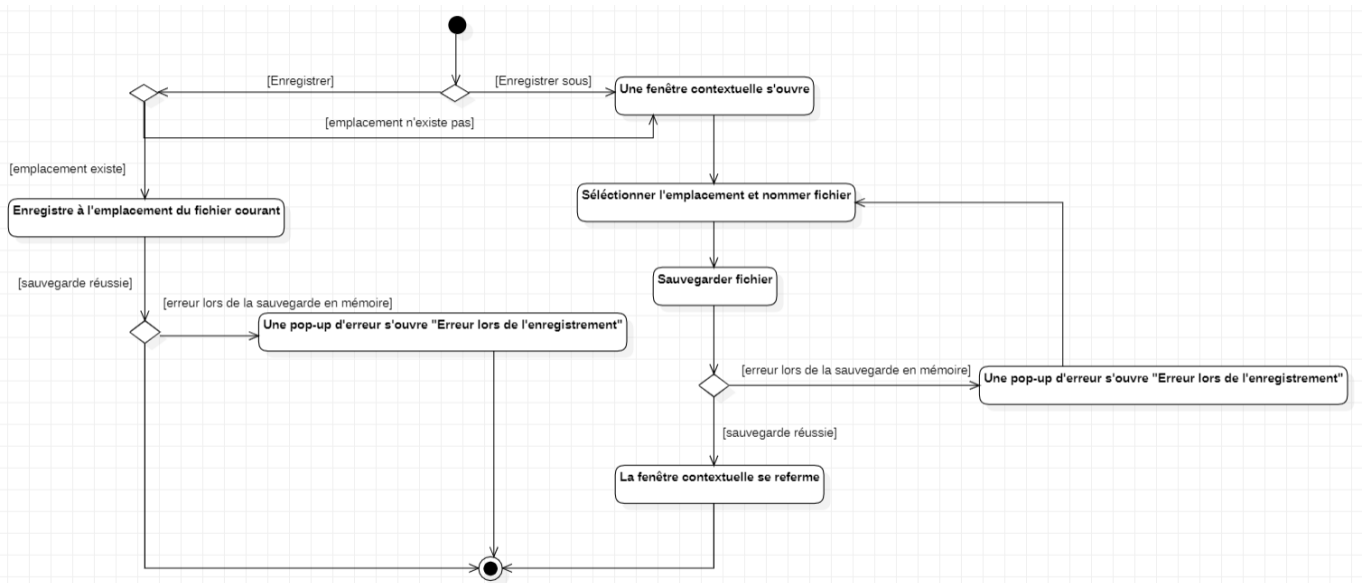 [Enregistrer]
[Enregistrer sous]
Une fenêtre contextuelle s'ouvre
[emplacement n'existe pas]
[emplacement existe]
Séléctionner l'emplacement et nommer fichier
Enregistre à l'emplacement du fichier courant
Sauvegarder fichier
[sauvegarde réussie]
[erreur lors de la sauvegarde en mémoire]
Une pop-up d'erreur s'ouvre "Erreur lors de l'enregistrement"
[erreur lors de la sauvegarde en mémoire]
Une pop-up d'erreur s'ouvre "Erreur lors de l'enregistrement"
[sauvegarde réussie]
La fenêtre contextuelle se referme